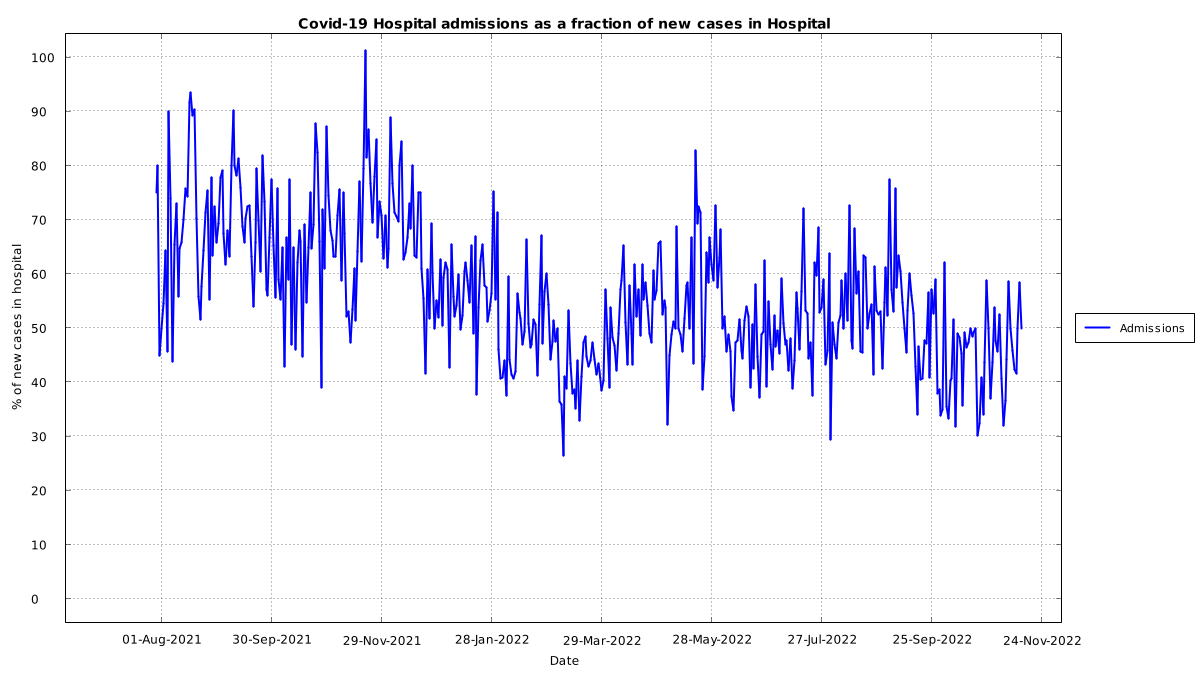 Covid-19 Hospital admissions as a fraction of new cases in Hospital
100
90
80
70
60
50
40
30
20
10
0
% of new cases in hospital
01-Aug-2021 30-Sep-2021 29-Nov-2021 28-Jan-2022 29-Mar-2022 28-May-2022 27-Jul-2022 25-Sep-2022 24-Nov-2022
Date
Admissions